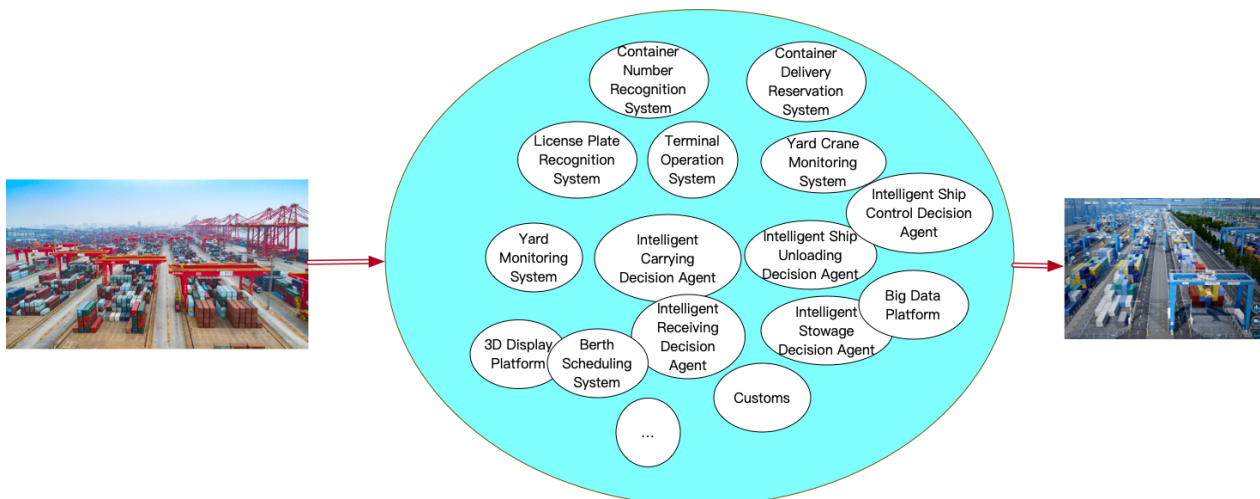 Container
Number
Recognition
System
Container
Delivery
Reservation
System
License Plate
Recognition
System
Terminal
Operation
System
Yard Crane
Monitoring
System
Intelligent Ship
Control Decision
Agent
Yard
Monitoring
System
Intelligent
Carrying
Decision Agent
Intelligent Ship
Unloading
Decision Agent
Big Data
Platform
Intelligent
Receiving
Decision
Agent
Intelligent
Stowage
Decision Agent
3D Display
Platform
Berth
Scheduling
System
Customs
...